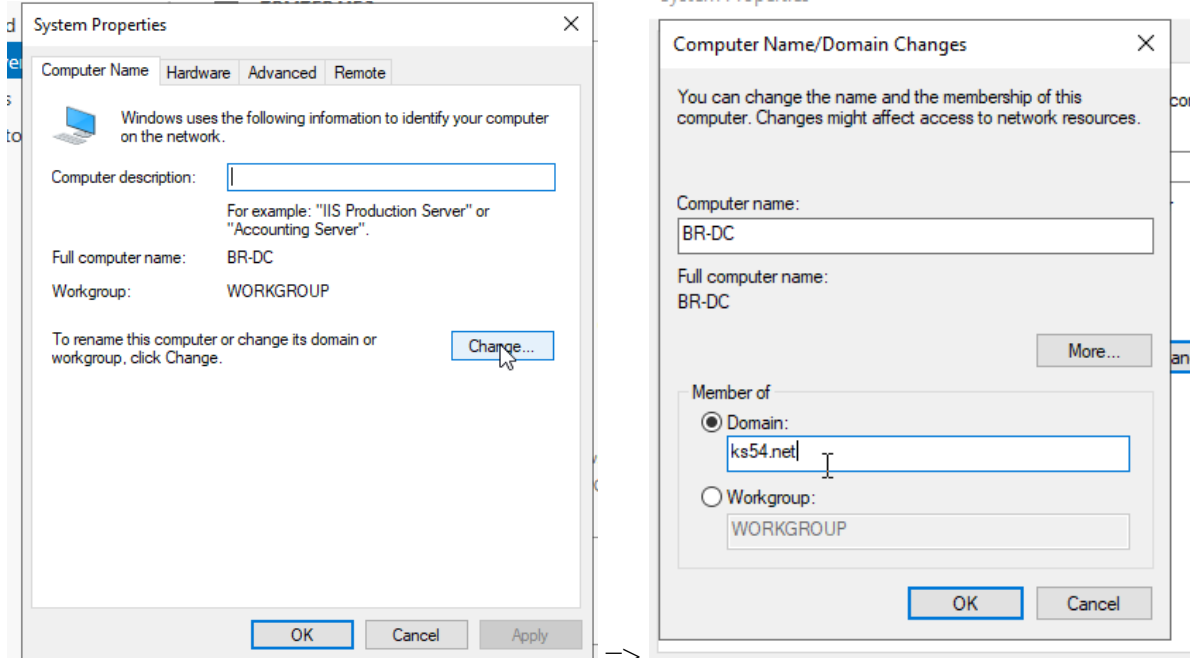 System Properties
Computer Name
Hardware
Advanced
Remote
Windows uses the following information to identify your computer
on the network.
Computer description:
For example: "IIS Production Server" or
"Accounting Server".
Full computer name:
BR-DC
Workgroup:
WORKGROUP
To rename this computer or change its domain or
workgroup, click Change.
Change...
OK
Cancel
Apply
=>
Computer Name/Domain Changes
You can change the name and the membership of this
computer. Changes might affect access to network resources.
Computer name:
BR-DC
Full computer name:
BR-DC
More...
Member of
Domain:
ks54.net
Workgroup:
WORKGROUP
OK
Cancel